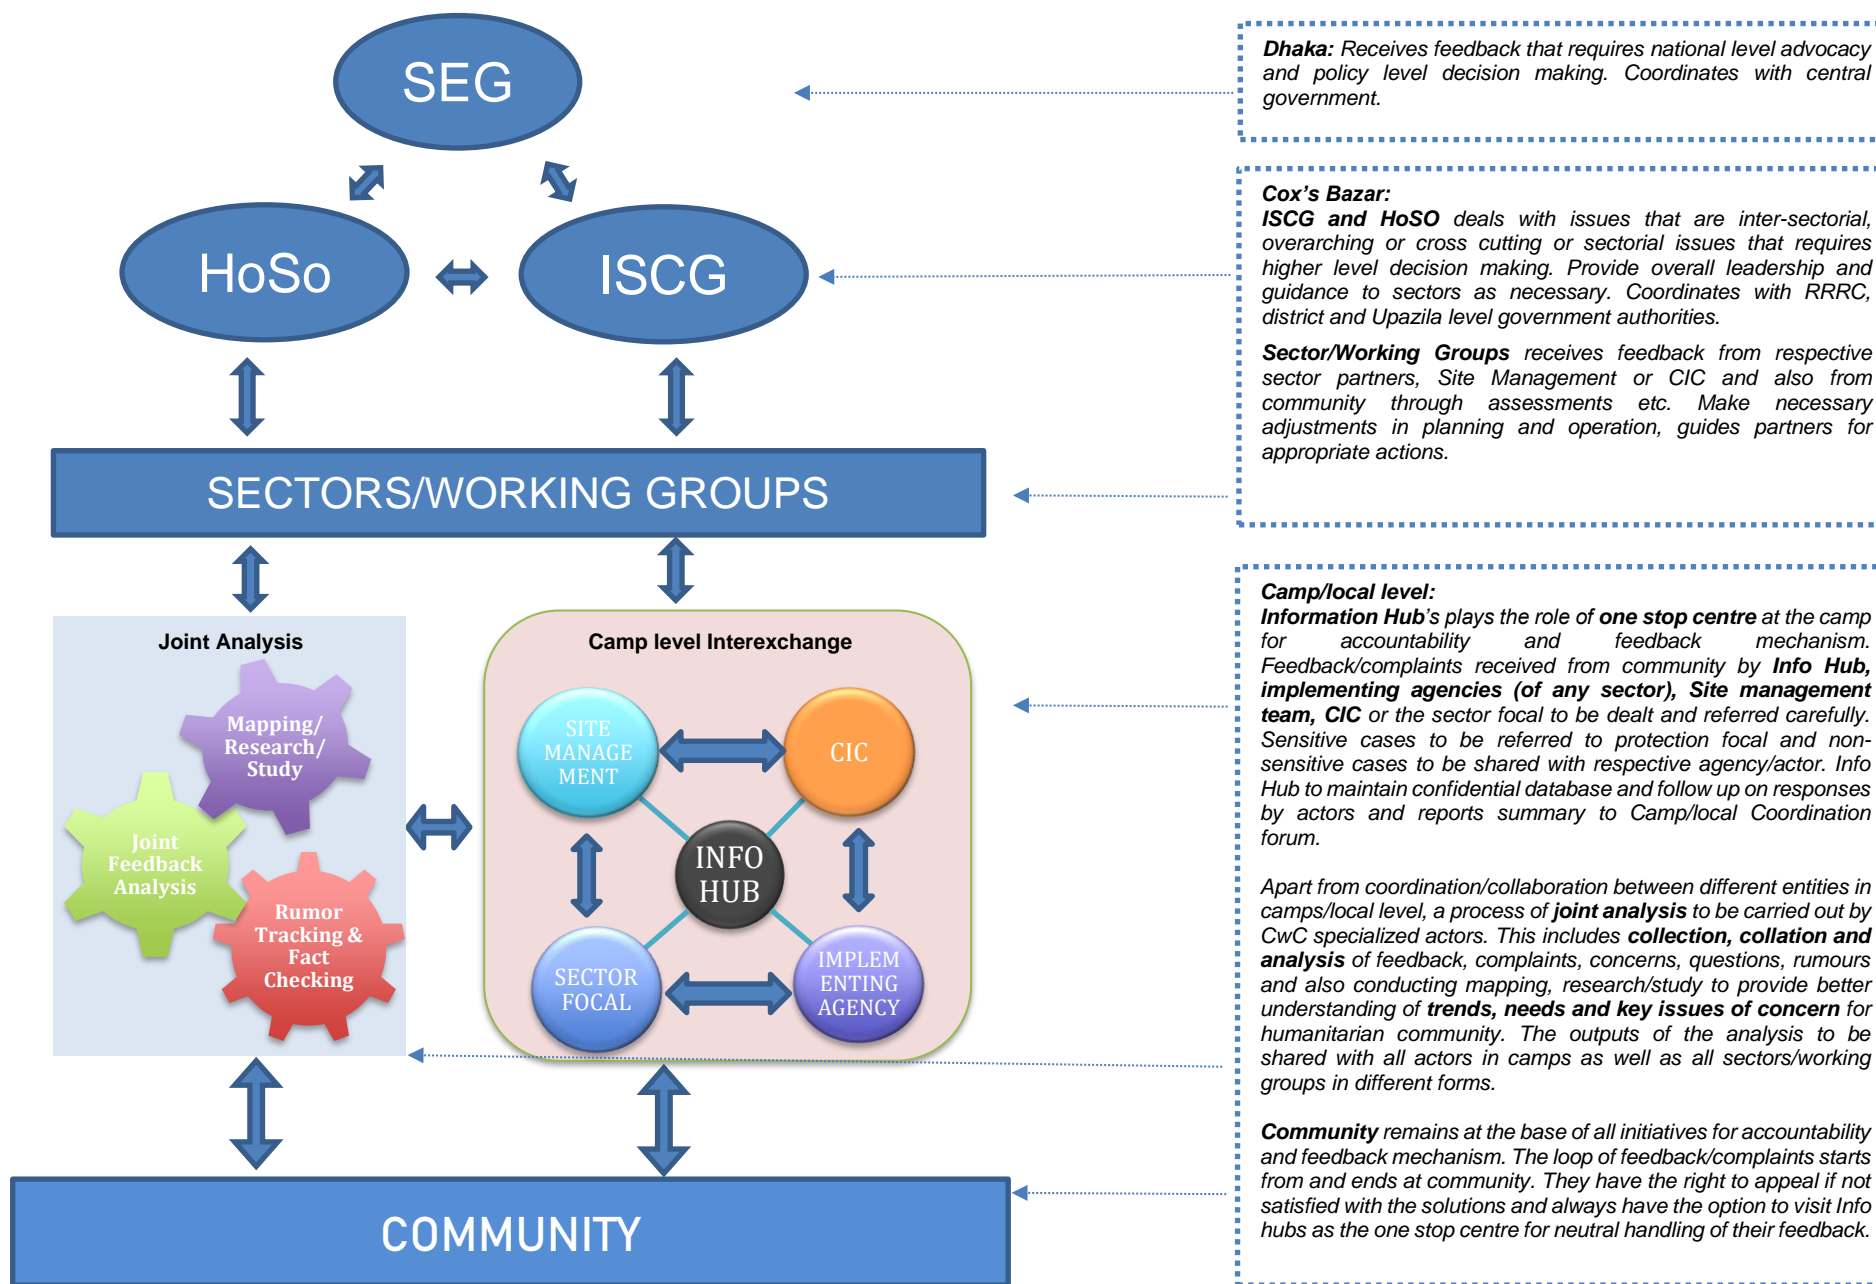 SEG
HoSo
ISCG
SECTORS/WORKING GROUPS
Joint Analysis
Mapping/
Research/
Study
Joint
Feedback
Analysis
Rumor
Tracking &
Fact
Checking
Camp level Interexchange
SITE
MANAGE
MENT
CIC
INFO
HUB
SECTOR
FOCAL
IMPLEM
ENTING
AGENCY
COMMUNITY
Dhaka: Receives feedback that requires national level advocacy
and policy level decision making. Coordinates with central
government.
Cox's Bazar:
ISCG and HoSO deals with issues that are inter-sectorial,
overarching or cross cutting or sectorial issues that requires
higher level decision making. Provide overall leadership and
guidance to sectors as necessary. Coordinates with RRRC,
district and Upazila level government authorities.
Sector/Working Groups receives feedback from respective
sector partners, Site Management or CIC and also from
community through assessments etc. Make necessary
adjustments in planning and operation, guides partners for
appropriate actions.
Camp/local level:
Information Hub's plays the role of one stop centre at the camp
for accountability and feedback mechanism.
Feedback/complaints received from community by Info Hub,
implementing agencies (of any sector), Site management
team, CIC or the sector focal to be dealt and referred carefully.
Sensitive cases to be referred to protection focal and non-
sensitive cases to be shared with respective agency/actor. Info
Hub to maintain confidential database and follow up on responses
by actors and reports summary to Camp/local Coordination
forum.
Apart from coordination/collaboration between different entities in
camps/local level, a process of joint analysis to be carried out by
CwC specialized actors. This includes collection, collation and
analysis of feedback, complaints, concerns, questions, rumours
and also conducting mapping, research/study to provide better
understanding of trends, needs and key issues of concern for
humanitarian community. The outputs of the analysis to be
shared with all actors in camps as well as all sectors/working
groups in different forms.
Community remains at the base of all initiatives for accountability
and feedback mechanism. The loop of feedback/complaints starts
from and ends at community. They have the right to appeal if not
satisfied with the solutions and always have the option to visit Info
hubs as the one stop centre for neutral handling of their feedback.